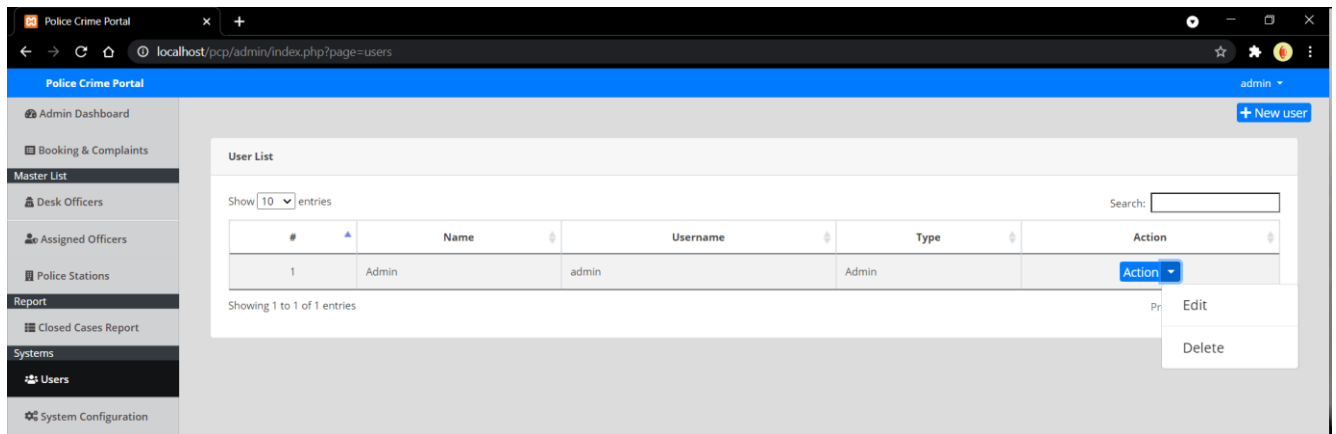 Police Crime Portal
localhost/pcp/admin/index.php?page=users
Police Crime Portal admin
Admin Dashboard
New user
Booking & Complaints
Master List
Desk Officers
Assigned Officers
Police Stations
Report
Closed Cases Report
Systems
Users
System Configuration
User List
Show 10 entries Search:
# Name Username Type Action
1 Admin admin Admin Action
Showing 1 to 1 of 1 entries Pr
Edit
Delete